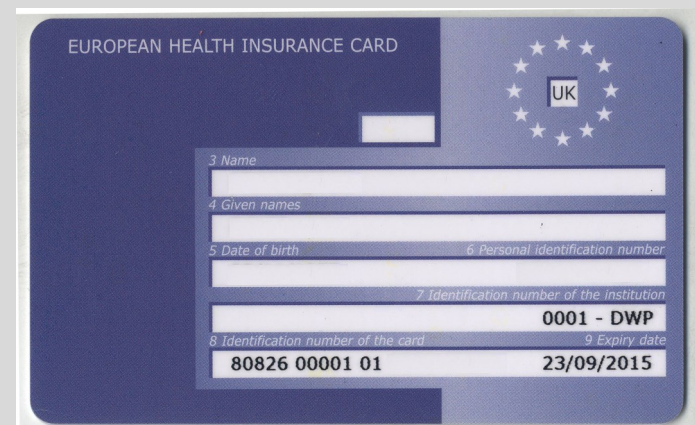 EUROPEAN HEALTH INSURANCE CARD
UK
3 Name
4 Given names
5 Date of birth 6 Personal identification number
7 Identification number of the institution
0001 - DWP
8 Identification number of the card 9 Expiry date
80826 00001 01 23/09/2015